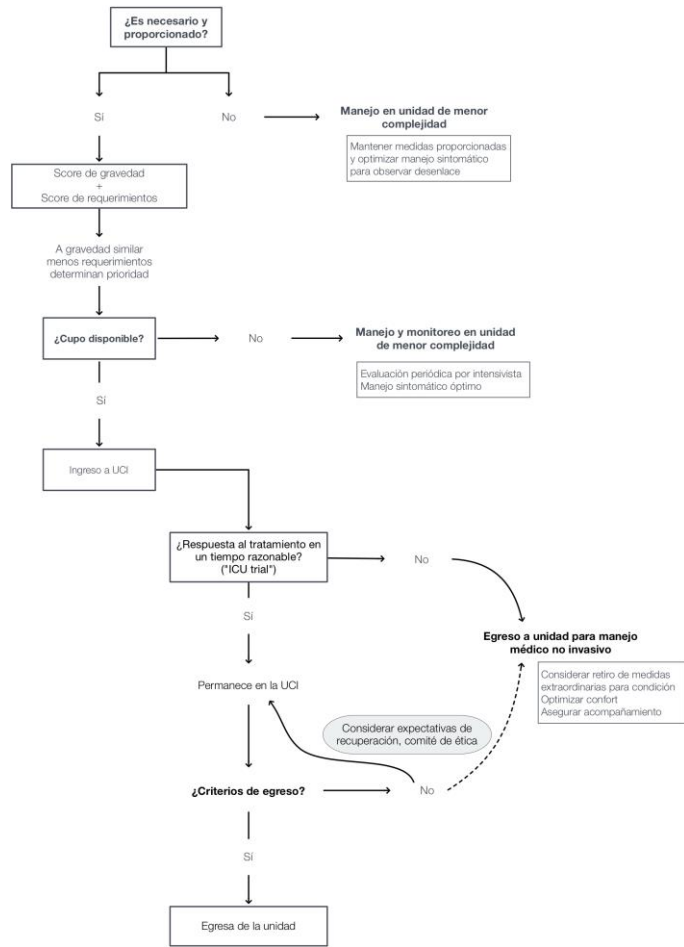 ¿Es necesario y
proporcionado?
Sí
No
Manejo en unidad de menor
complejidad
Mantener medidas proporcionadas
y optimizar manejo sintomático
para observar desenlace
Score de gravedad
+
Score de requerimientos
A gravedad similar
menos requerimientos
determinan prioridad
¿Cupo disponible?
No
Manejo y monitoreo en unidad
de menor complejidad
Evaluación periódica por intensivista
Manejo sintomático óptimo
Sí
Ingreso a UCI
¿Respuesta al tratamiento en
un tiempo razonable?
("ICU trial")
No
Sí
Egreso a unidad para manejo
médico no invasivo
Considerar retiro de medidas
extraordinarias para condición
Optimizar confort
Asegurar acompañamiento
Permanece en la UCI
Considerar expectativas de
recuperación, comité de ética
¿Criterios de egreso?
No
Sí
Egresa de la unidad